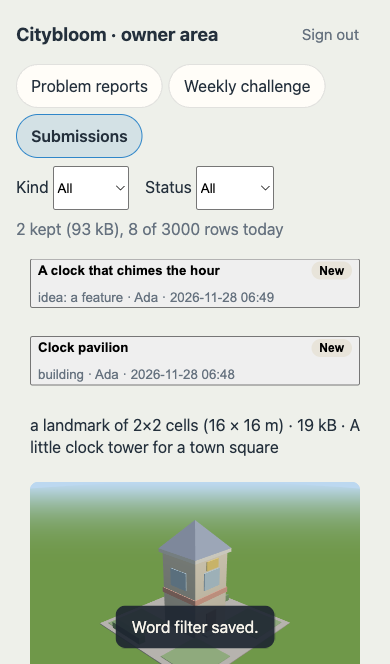 Citybloom · owner area
Sign out
Problem reports
Weekly challenge
Submissions
Kind All
Status All
2 kept (93 kB), 8 of 3000 rows today
A clock that chimes the hour
New
idea: a feature · Ada · 2026-11-28 06:49
Clock pavilion
New
building · Ada · 2026-11-28 06:48
a landmark of 2×2 cells (16 × 16 m) · 19 kB · A
little clock tower for a town square
Word filter saved.